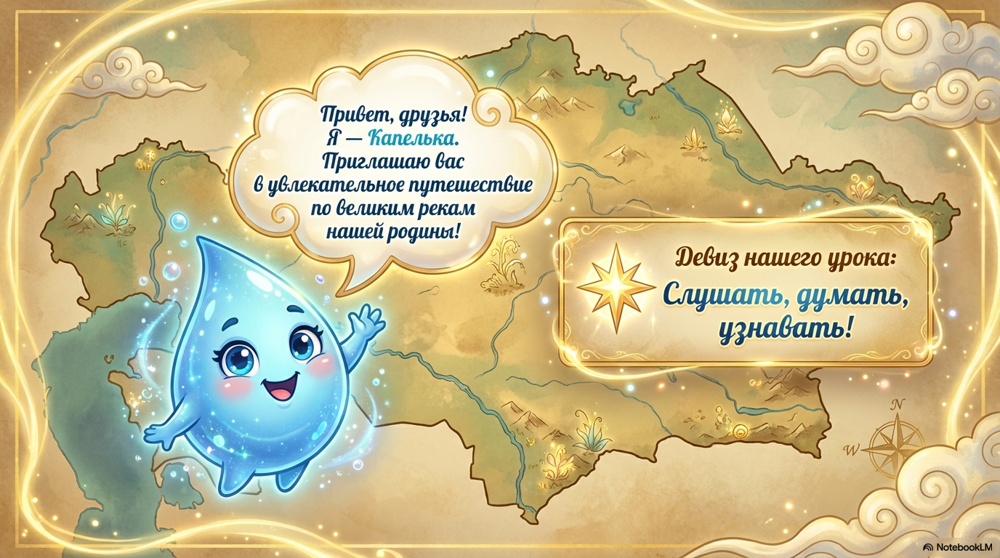 Привет, друзья!
Я — Капелька.
Приглашаю вас
в увлекательное путешествие
по великим рекам
нашей родины!
Девиз нашего урока:
Слушать, думать,
узнавать!
N
W
NotebookLM